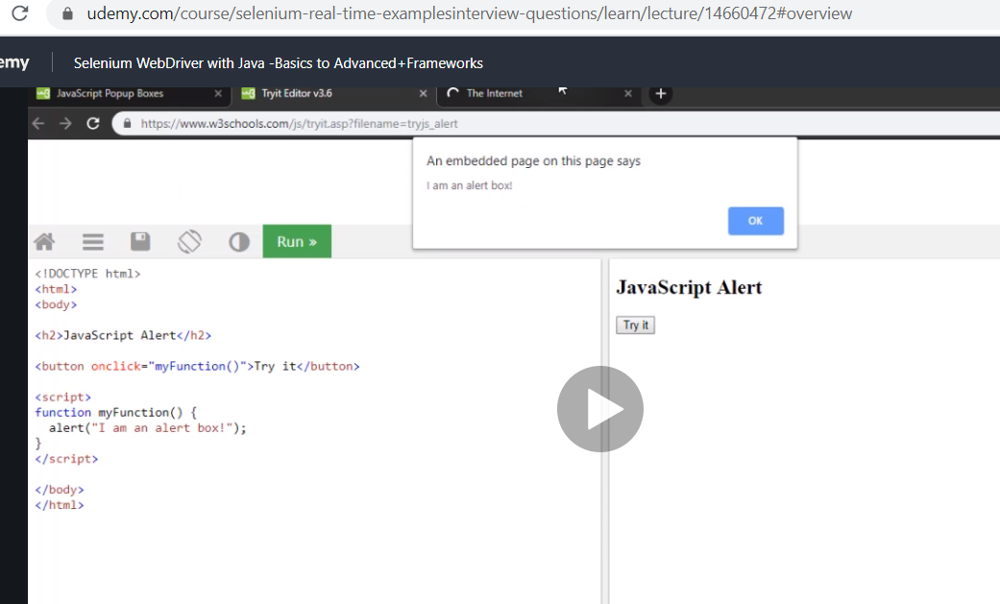 udemy.com/course/selenium-real-time-examplesinterview-questions/learn/lecture/14660472#overview
emy Selenium WebDriver with Java -Basics to Advanced+Frameworks
JavaScript Popup Boxes Tryit Editor v3.6 The Internet
https://www.w3schools.com/js/tryit.asp?filename=tryjs_alert
An embedded page on this page says
I am an alert box!
OK
Run »
<!DOCTYPE html>
<html>
<body>
<h2>JavaScript Alert</h2>
<button onclick="myFunction()">Try it</button>
<script>
function myFunction() {
alert("I am an alert box!");
}
</script>
</body>
</html>
JavaScript Alert
Try it